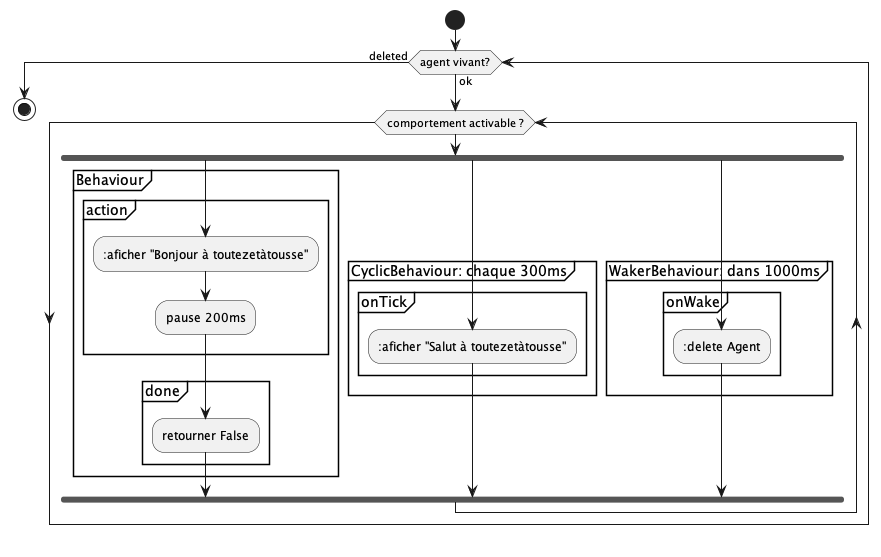 deleted
agent vivant?
ok
comportement activable ?
Behaviour
action
:aficher "Bonjour à toutezetàtousse"
pause 200ms
done
retourner False
CyclicBehaviour: chaque 300ms
onTick
:aficher "Salut à toutezetàtousse"
WakerBehaviour: dans 1000ms
onWake
:delete Agent